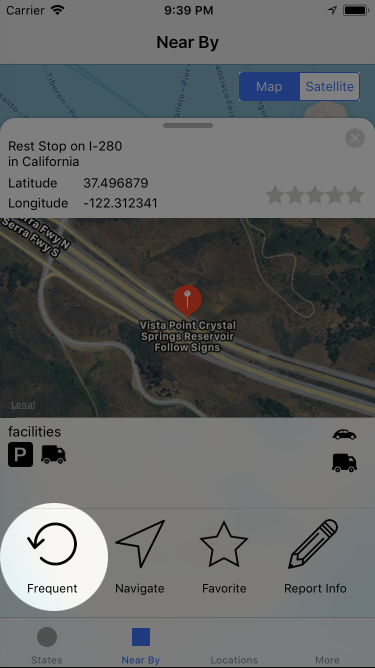 Carrier 9:39 PM
Near By
Map Satellite
Rest Stop on I-280
in California
Latitude 37.496879
Longitude -122.312341
Serra Fwy N
Serra Fwy S
Vista Point Crystal
Springs Reservoir
Follow Signs
Legal
facilities
P
Frequent Navigate Favorite Report Info
States Near By Locations More